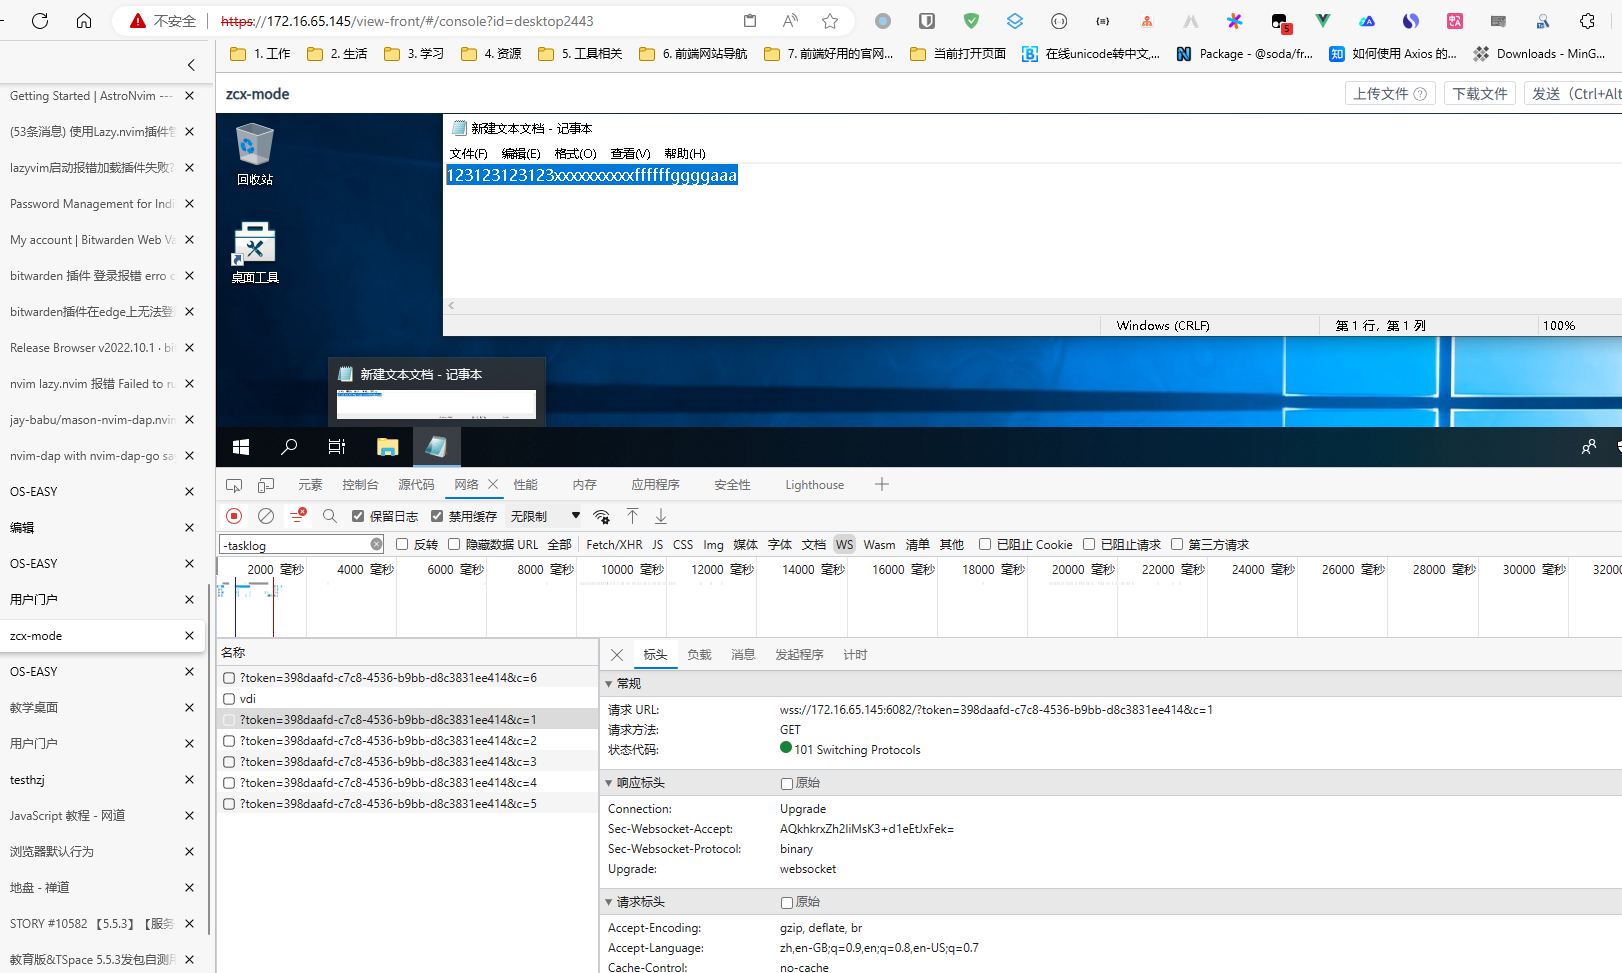 不安全 https://172.16.65.145/view-front/#/console?id=desktop2443
1. 工作 2. 生活 3. 学习 4. 资源 5. 工具相关 6. 前端网站导航 7. 前端好用的官网... 当前打开页面 在线unicode转中文,... Package - @soda/fr... 如何使用 Axios 的... Downloads - MinG...
Getting Started | AstroNvim ---
(53条消息) 使用Lazy.nvim插件
lazyvim启动报错加载插件失败?
Password Management for Indi
My account | Bitwarden Web Va
bitwarden 插件 登录报错 erro c
bitwarden插件在edge上无法登
Release Browser v2022.10.1 · bi
nvim lazy.nvim 报错 Failed to ru
jay-babu/mason-nvim-dap.nvin
nvim-dap with nvim-dap-go sa
OS-EASY
编辑
OS-EASY
用户门户
zcx-mode
OS-EASY
教学桌面
用户门户
testhzj
JavaScript 教程 - 网道
浏览器默认行为
地盘 - 禅道
STORY #10582 【5.5.3】【服务
教育版&TSpace 5.5.3发包自测用
zcx-mode
上传文件 下载文件 发送 (Ctrl+Alt
回收站
桌面工具
新建文本文档 - 记事本
文件(F) 编辑(E) 格式(O) 查看(V) 帮助(H)
123123123123xxxxxxxxxxffffffggggaaa
Windows (CRLF) 第 1 行，第 1 列 100%
新建文本文档 - 记事本
元素 控制台 源代码 网络 性能 内存 应用程序 安全性 Lighthouse
保留日志 禁用缓存 无限制
-tasklog 反转 隐藏数据 URL 全部 Fetch/XHR JS CSS Img 媒体 字体 文档 WS Wasm 清单 其他 已阻止 Cookie 已阻止请求 第三方请求
2000 毫秒 4000 毫秒 6000 毫秒 8000 毫秒 10000 毫秒 12000 毫秒 14000 毫秒 16000 毫秒 18000 毫秒 20000 毫秒 22000 毫秒 24000 毫秒 26000 毫秒 28000 毫秒 30000 毫秒 32000
名称
?token=398daafd-c7c8-4536-b9bb-d8c3831ee414&c=6
vdi
?token=398daafd-c7c8-4536-b9bb-d8c3831ee414&c=1
?token=398daafd-c7c8-4536-b9bb-d8c3831ee414&c=2
?token=398daafd-c7c8-4536-b9bb-d8c3831ee414&c=3
?token=398daafd-c7c8-4536-b9bb-d8c3831ee414&c=4
?token=398daafd-c7c8-4536-b9bb-d8c3831ee414&c=5
标头 负载 消息 发起程序 计时
常规
请求 URL: wss://172.16.65.145:6082/?token=398daafd-c7c8-4536-b9bb-d8c3831ee414&c=1
请求方法: GET
状态代码: 101 Switching Protocols
响应标头 原始
Connection: Upgrade
Sec-Websocket-Accept: AQkhkrxZh2liMsK3+d1eEtJxFek=
Sec-Websocket-Protocol: binary
Upgrade: websocket
请求标头 原始
Accept-Encoding: gzip, deflate, br
Accept-Language: zh,en-GB;q=0.9,en;q=0.8,en-US;q=0.7
Cache-Control: no-cache